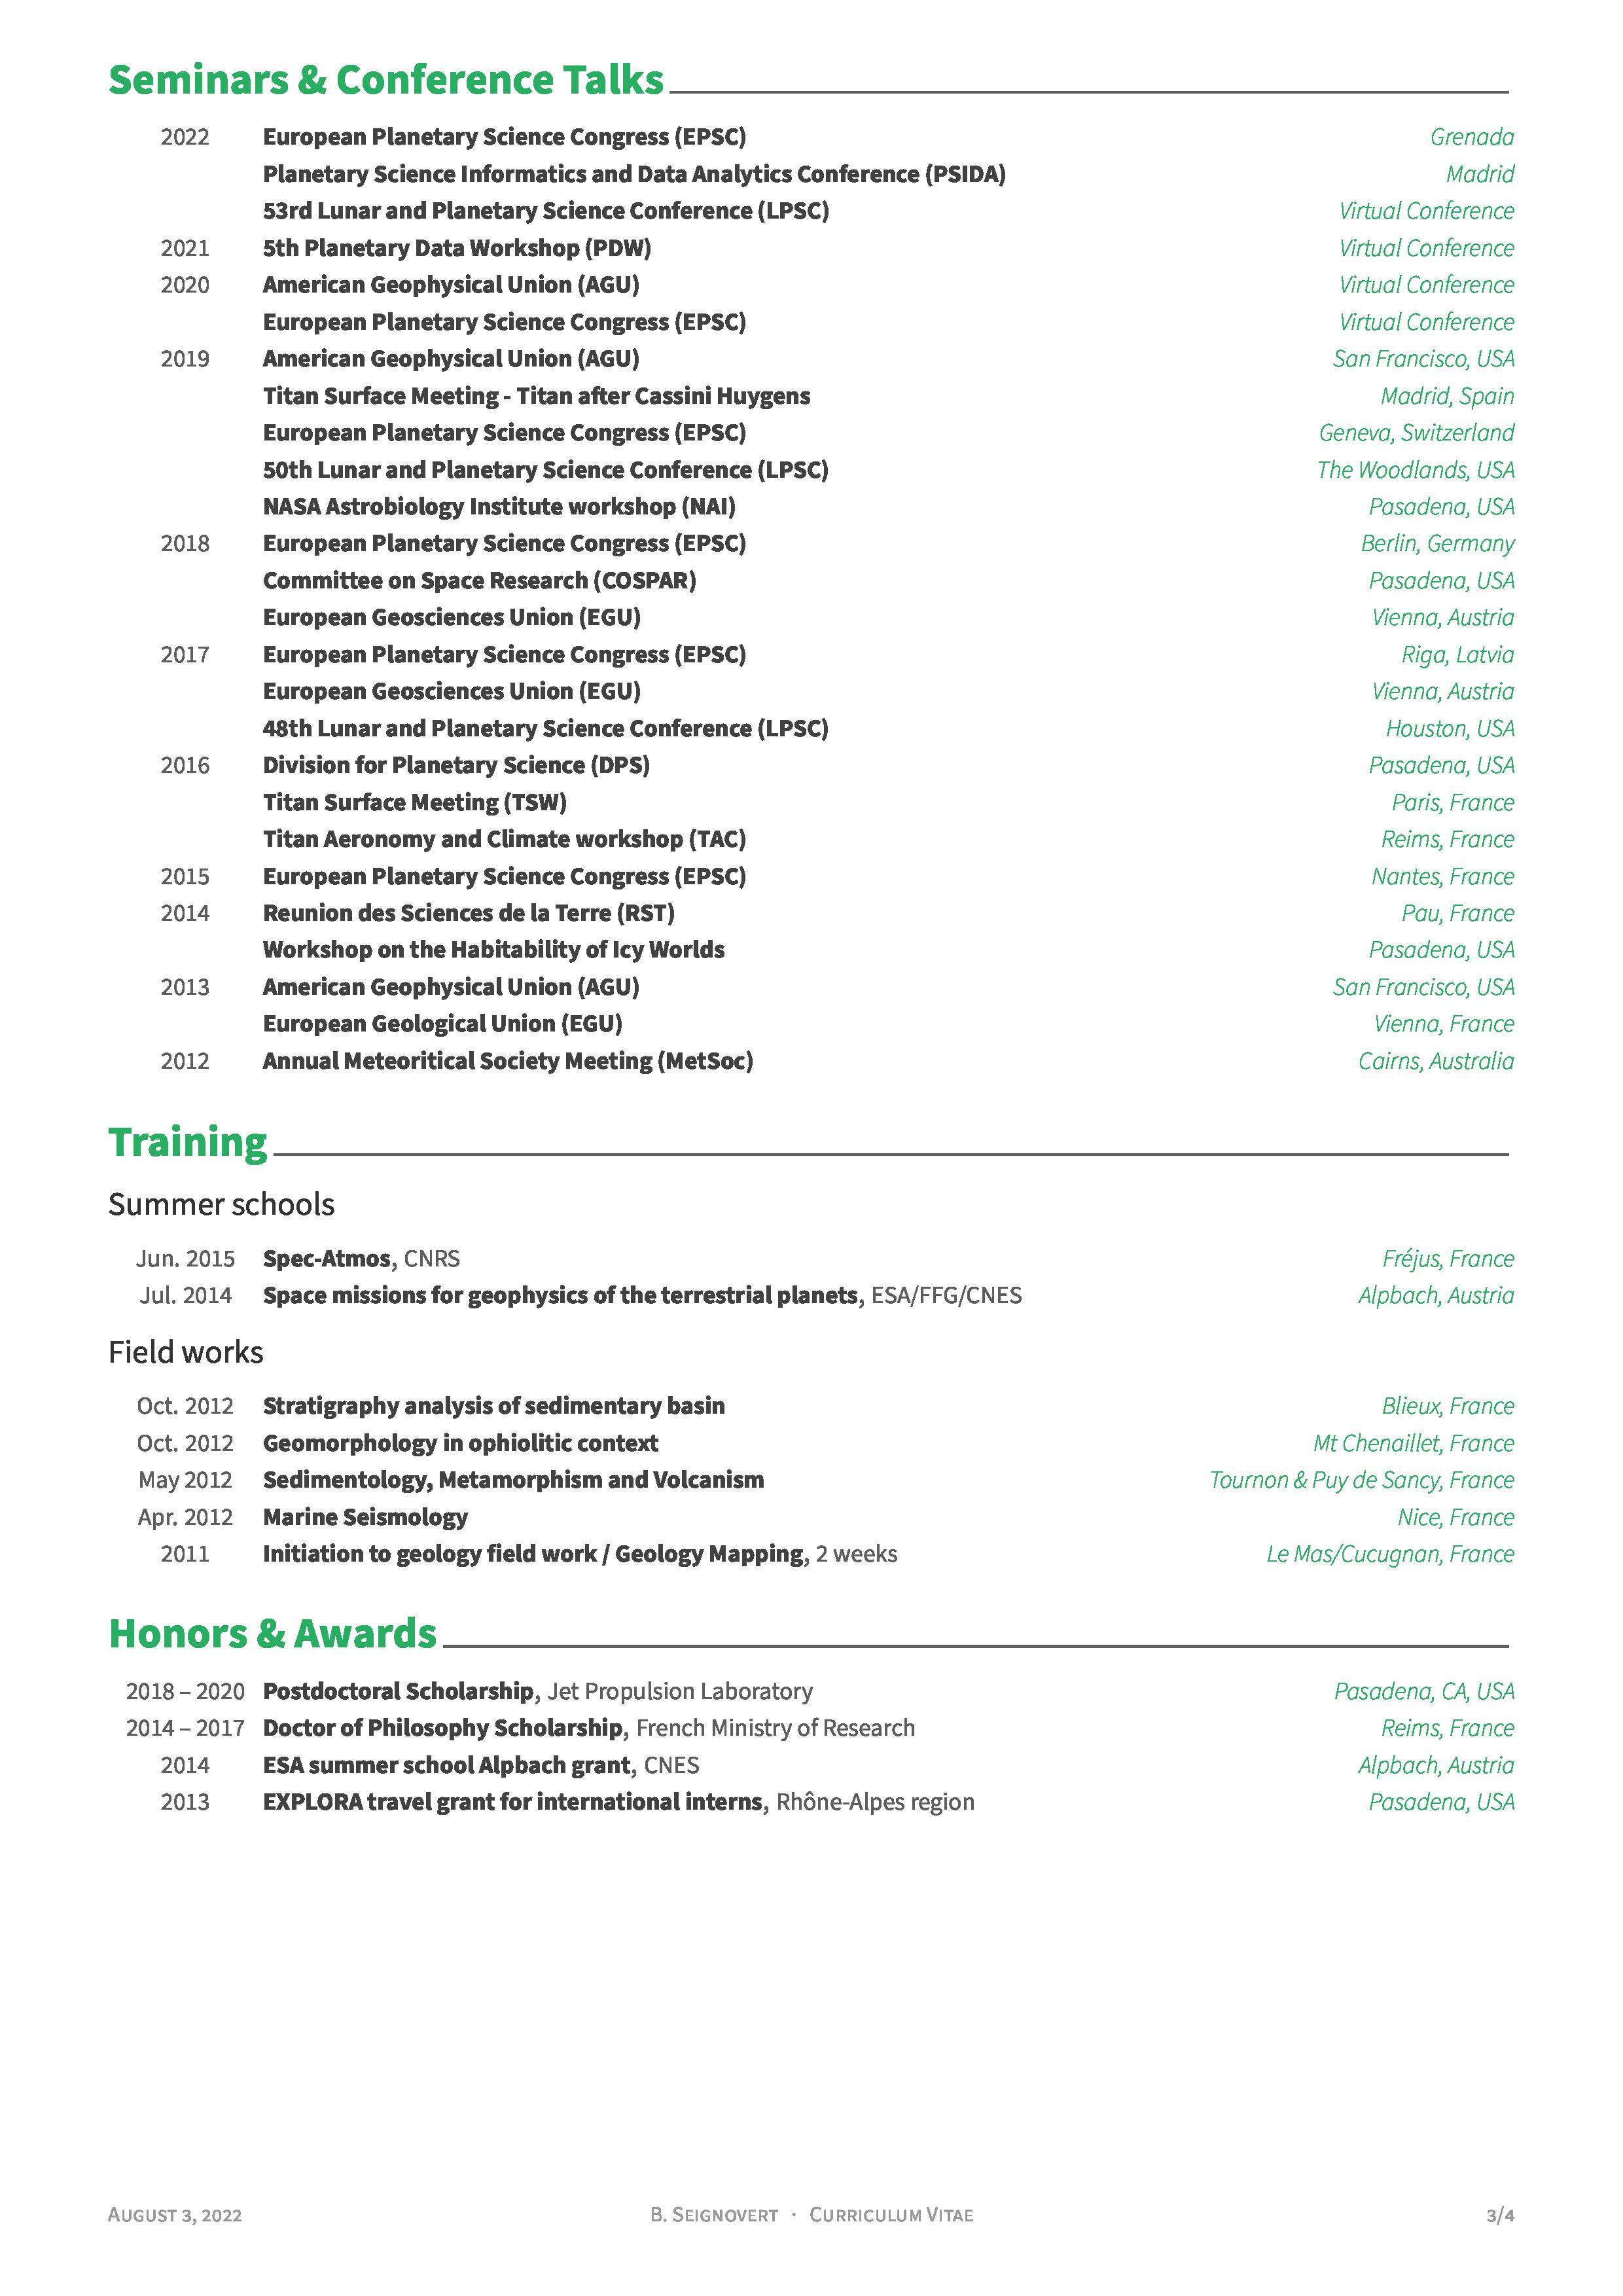 Seminars & Conference Talks
2022 European Planetary Science Congress (EPSC) Grenada
Planetary Science Informatics and Data Analytics Conference (PSIDA) Madrid
53rd Lunar and Planetary Science Conference (LPSC) Virtual Conference
2021 5th Planetary Data Workshop (PDW) Virtual Conference
2020 American Geophysical Union (AGU) Virtual Conference
European Planetary Science Congress (EPSC) Virtual Conference
2019 American Geophysical Union (AGU) San Francisco, USA
Titan Surface Meeting - Titan after Cassini Huygens Madrid, Spain
European Planetary Science Congress (EPSC) Geneva, Switzerland
50th Lunar and Planetary Science Conference (LPSC) The Woodlands, USA
NASA Astrobiology Institute workshop (NAI) Pasadena, USA
2018 European Planetary Science Congress (EPSC) Berlin, Germany
Committee on Space Research (COSPAR) Pasadena, USA
European Geosciences Union (EGU) Vienna, Austria
2017 European Planetary Science Congress (EPSC) Riga, Latvia
European Geosciences Union (EGU) Vienna, Austria
48th Lunar and Planetary Science Conference (LPSC) Houston, USA
2016 Division for Planetary Science (DPS) Pasadena, USA
Titan Surface Meeting (TSW) Paris, France
Titan Aeronomy and Climate workshop (TAC) Reims, France
2015 European Planetary Science Congress (EPSC) Nantes, France
2014 Reunion des Sciences de la Terre (RST) Pau, France
Workshop on the Habitability of Icy Worlds Pasadena, USA
2013 American Geophysical Union (AGU) San Francisco, USA
European Geological Union (EGU) Vienna, France
2012 Annual Meteoritical Society Meeting (MetSoc) Cairns, Australia
Training
Summer schools
Jun. 2015 Spec-Atmos, CNRS Fréjus, France
Jul. 2014 Space missions for geophysics of the terrestrial planets, ESA/FFG/CNES Alpbach, Austria
Field works
Oct. 2012 Stratigraphy analysis of sedimentary basin Blieux, France
Oct. 2012 Geomorphology in ophiolitic context Mt Chenaillet, France
May 2012 Sedimentology, Metamorphism and Volcanism Tournon & Puy de Sancy, France
Apr. 2012 Marine Seismology Nice, France
2011 Initiation to geology field work / Geology Mapping, 2 weeks Le Mas/Cucugnan, France
Honors & Awards
2018 – 2020 Postdoctoral Scholarship, Jet Propulsion Laboratory Pasadena, CA, USA
2014 – 2017 Doctor of Philosophy Scholarship, French Ministry of Research Reims, France
2014 ESA summer school Alpbach grant, CNES Alpbach, Austria
2013 EXPLORA travel grant for international interns, Rhône-Alpes region Pasadena, USA
August 3, 2022 B. Seignovert · Curriculum Vitae 3/4